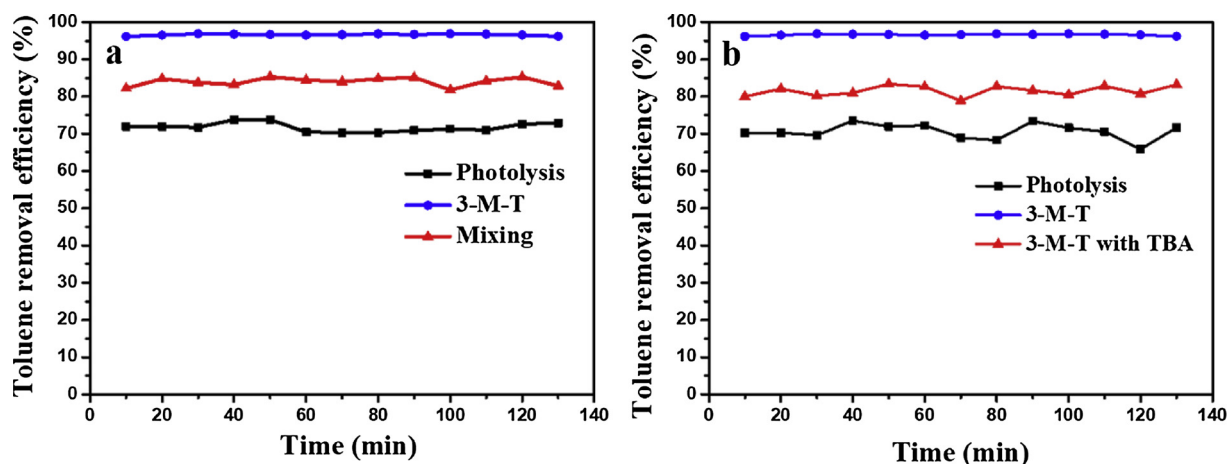 a
Toluene removal efficiency (%)
100
90
80
70
60
50
40
30
20
10
0
Photolysis
3-M-T
Mixing
0 20 40 60 80 100 120 140
Time (min)
b
Toluene removal efficiency (%)
100
90
80
70
60
50
40
30
20
10
0
Photolysis
3-M-T
3-M-T with TBA
0 20 40 60 80 100 120 140
Time (min)